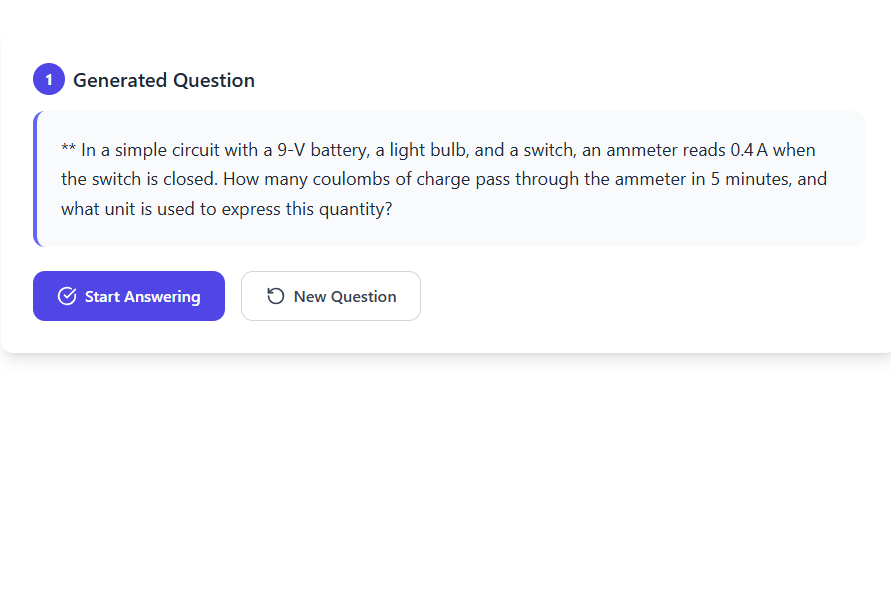 1 Generated Question
** In a simple circuit with a 9-V battery, a light bulb, and a switch, an ammeter reads 0.4 A when
the switch is closed. How many coulombs of charge pass through the ammeter in 5 minutes, and
what unit is used to express this quantity?
Start Answering New Question